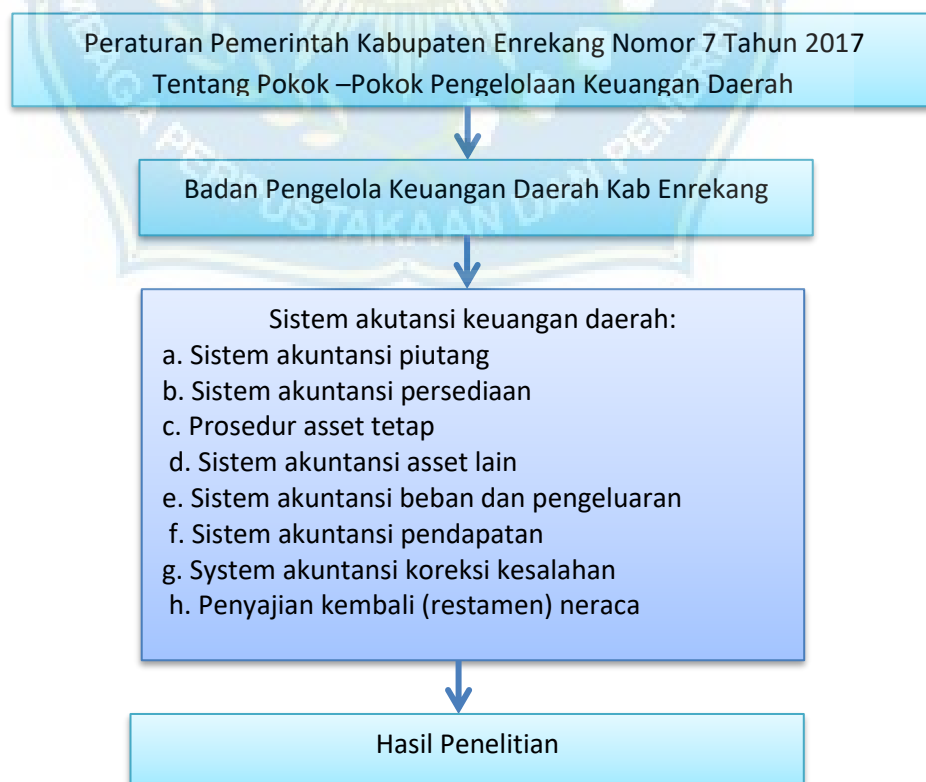 Peraturan Pemerintah Kabupaten Enrekang Nomor 7 Tahun 2017
Tentang Pokok –Pokok Pengelolaan Keuangan Daerah
Badan Pengelola Keuangan Daerah Kab Enrekang
PERPUSTAKAAN DAN
Sistem akutansi keuangan daerah:
a. Sistem akuntansi piutang
b. Sistem akuntansi persediaan
c. Prosedur asset tetap
d. Sistem akuntansi asset lain
e. Sistem akuntansi beban dan pengeluaran
f. Sistem akuntansi pendapatan
g. System akuntansi koreksi kesalahan
h. Penyajian kembali (restamen) neraca
Hasil Penelitian